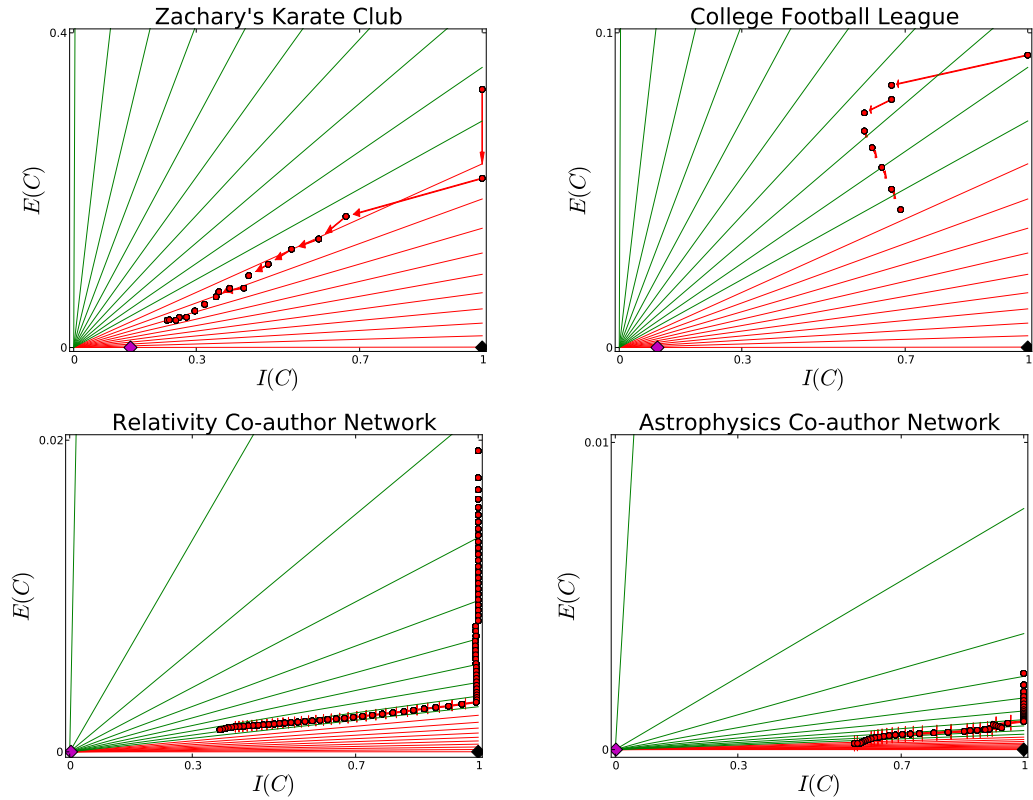 Zachary's Karate Club
0.4
E(C)
0
0
0.3
0.7
1
I(C)
College Football League
0.1
E(C)
0
0
0.3
0.7
1
I(C)
Relativity Co-author Network
0.02
E(C)
0
0
0.3
0.7
1
I(C)
Astrophysics Co-author Network
0.01
E(C)
0
0
0.3
0.7
1
I(C)